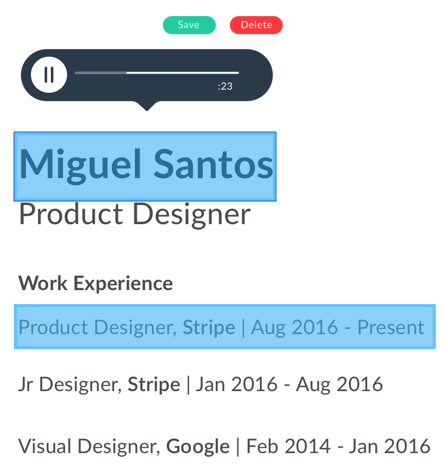 Save Delete
:23
Miguel Santos
Product Designer
Work Experience
Product Designer, Stripe | Aug 2016 - Present
Jr Designer, Stripe | Jan 2016 - Aug 2016
Visual Designer, Google | Feb 2014 - Jan 2016